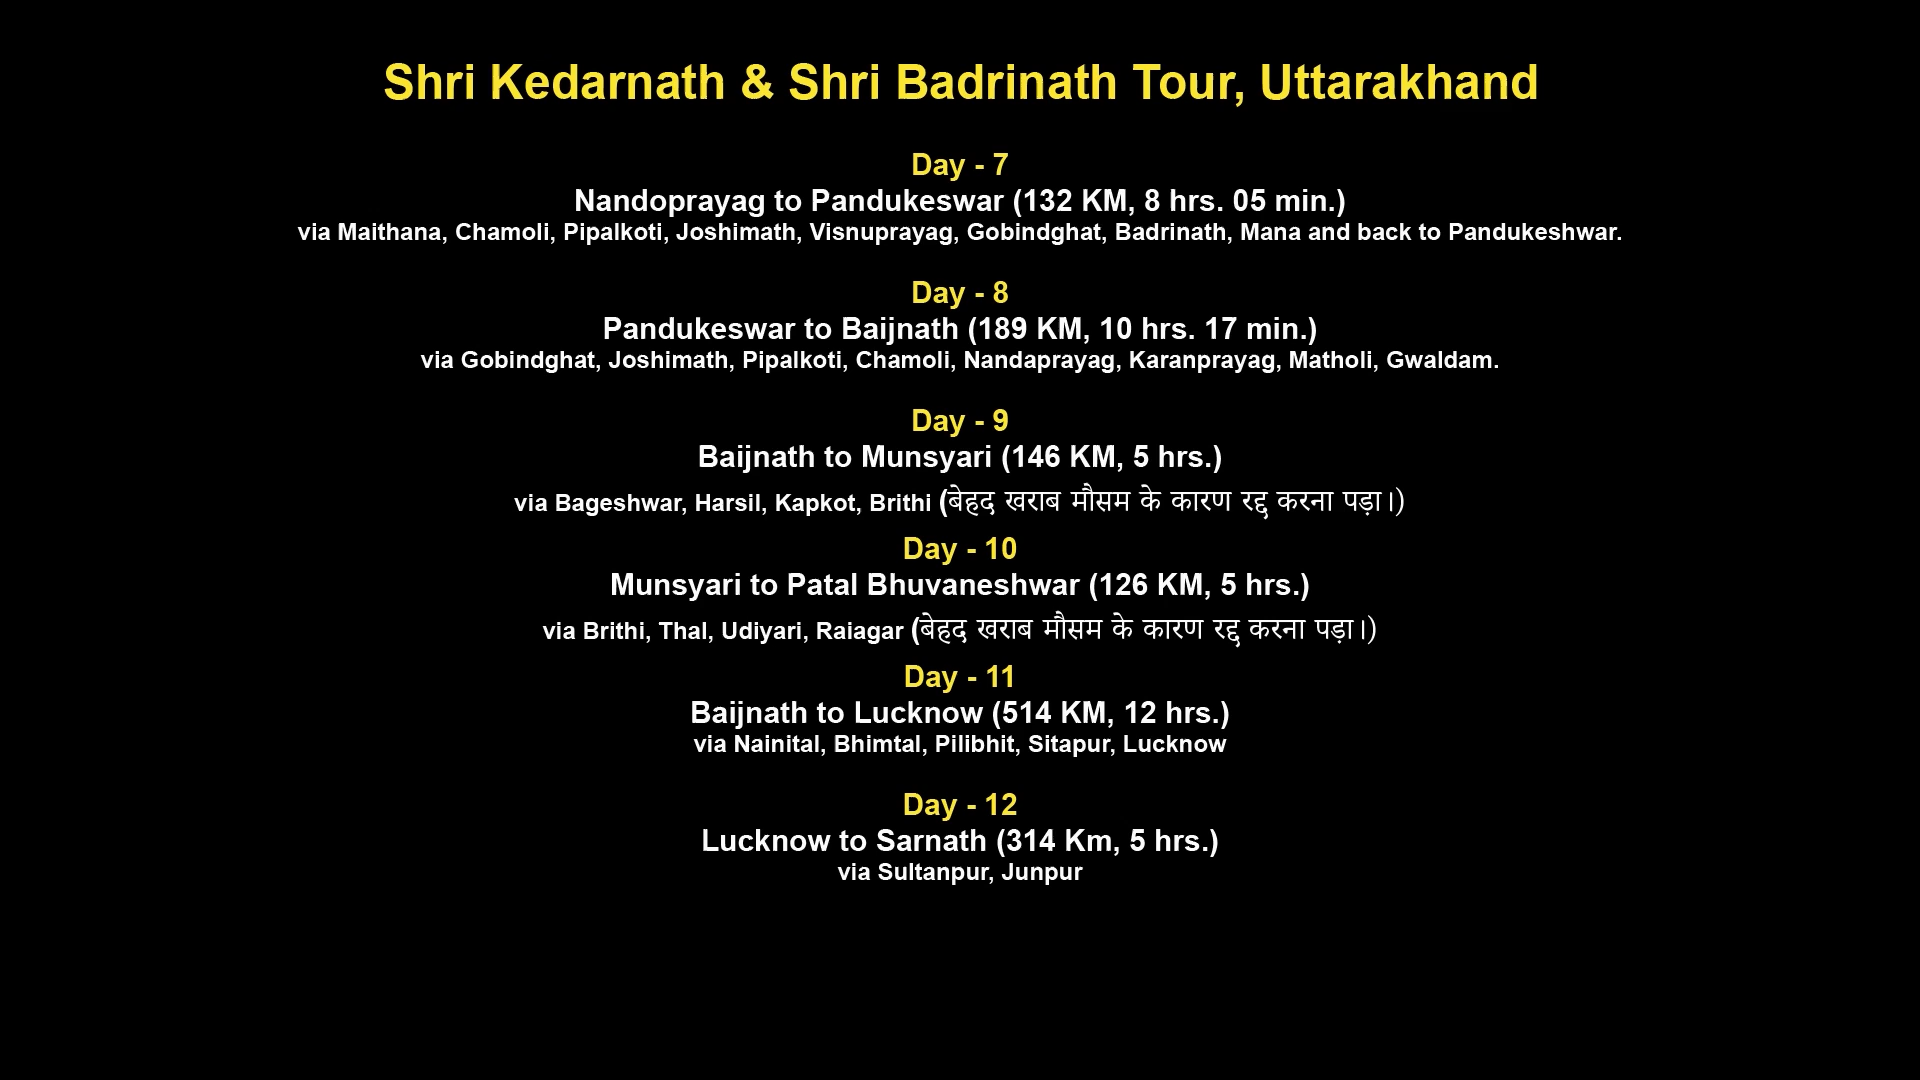 Shri Kedarnath & Shri Badrinath Tour, Uttarakhand
Day - 7
Nandoprayag to Pandukeswar (132 KM, 8 hrs. 05 min.)
via Maithana, Chamoli, Pipalkoti, Joshimath, Visnuprayag, Gobindghat, Badrinath, Mana and back to Pandukeshwar.
Day - 8
Pandukeswar to Baijnath (189 KM, 10 hrs. 17 min.)
via Gobindghat, Joshimath, Pipalkoti, Chamoli, Nandaprayag, Karanprayag, Matholi, Gwaldam.
Day - 9
Baijnath to Munsyari (146 KM, 5 hrs.)
via Bageshwar, Harsil, Kapkot, Brithi (बेहद खराब मौसम के कारण रद्द करना पड़ा।)
Day - 10
Munsyari to Patal Bhuvaneshwar (126 KM, 5 hrs.)
via Brithi, Thal, Udiyari, Raiagar (बेहद खराब मौसम के कारण रद्द करना पड़ा।)
Day - 11
Baijnath to Lucknow (514 KM, 12 hrs.)
via Nainital, Bhimtal, Pilibhit, Sitapur, Lucknow
Day - 12
Lucknow to Sarnath (314 Km, 5 hrs.)
via Sultanpur, Junpur